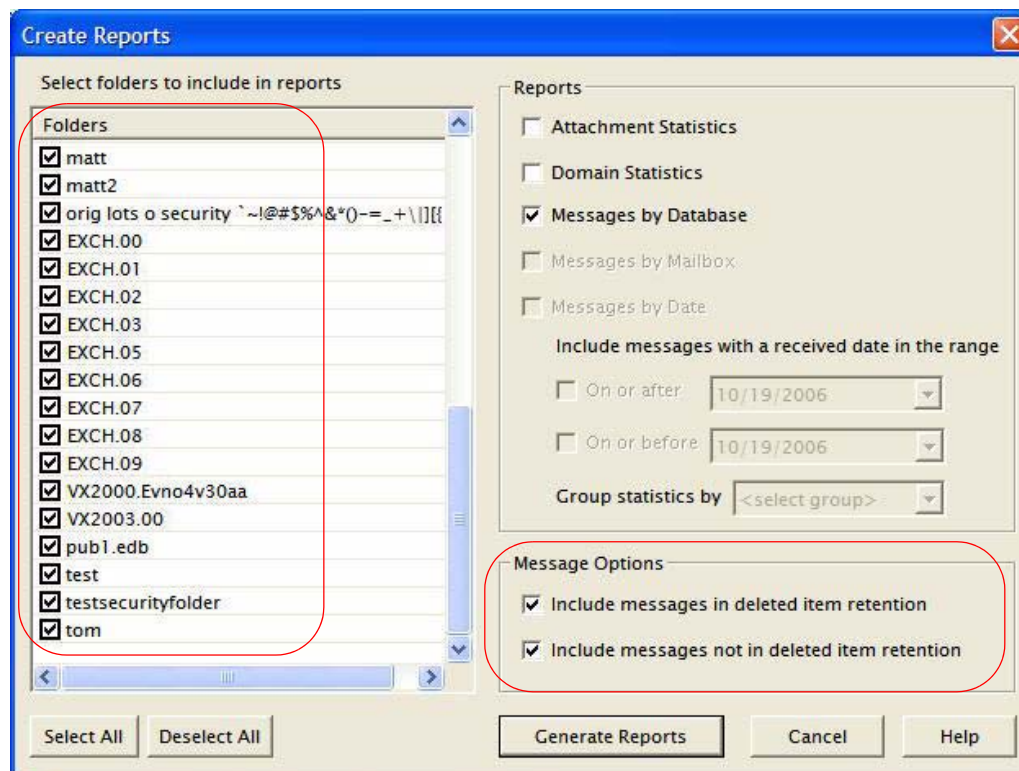 Create Reports
Select folders to include in reports
Folders
matt
matt2
orig lots o security `~!@#$%^&*()-=_+\|][{
EXCH.00
EXCH.01
EXCH.02
EXCH.03
EXCH.05
EXCH.06
EXCH.07
EXCH.08
EXCH.09
VX2000.Evno4v30aa
VX2003.00
pub1.edb
test
testsecurityfolder
tom
Select All
Deselect All
Reports
Attachment Statistics
Domain Statistics
Messages by Database
Messages by Mailbox
Messages by Date
Include messages with a received date in the range
On or after
10/19/2006
On or before
10/19/2006
Group statistics by
<select group>
Message Options
Include messages in deleted item retention
Include messages not in deleted item retention
Generate Reports
Cancel
Help